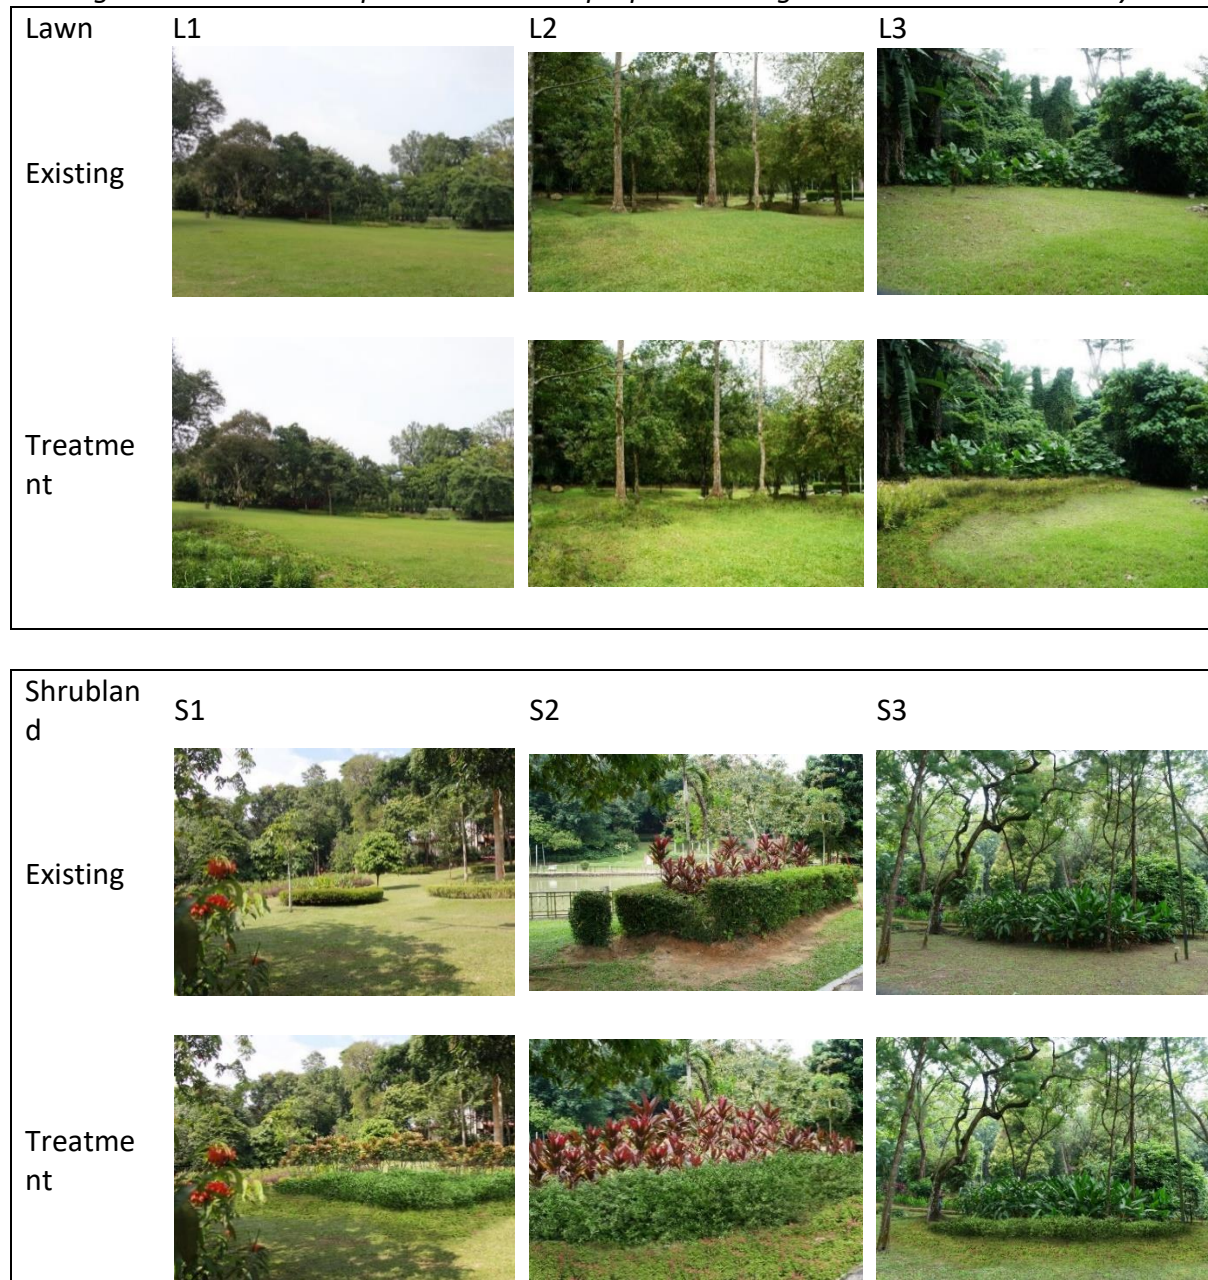 Lawn L1 L2 L3
Existing
Treatme
nt
Shrublan
d
S1 S2 S3
Existing
Treatme
nt